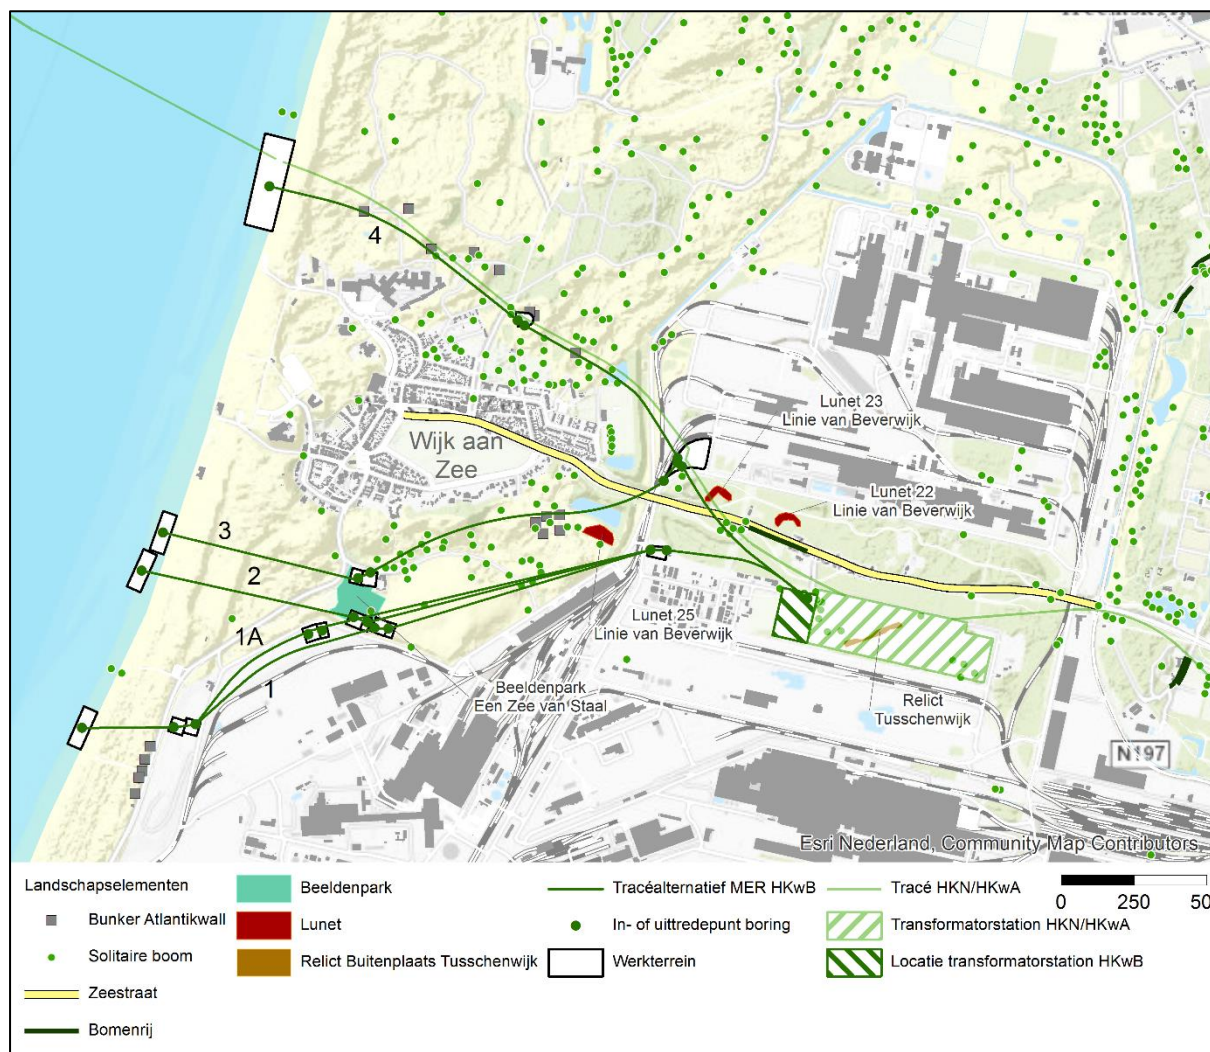 4
Lunet 23
Linie van Beverwijk
Wijk aan
Zee
Lunet 22
Linie van Beverwijk
3
2
Lunet 25
Linie van Beverwijk
1A
1
Beeldenpark
Een Zee van Staal
Relict
Tusschenwijk
N197
Esri Nederland, Community Map Contributors
Landschapselementen
Bunker Atlantikwall
Solitaire boom
Zeestraat
Bomenrij
Beeldenpark
Lunet
Relict Buitenplaats Tusschenwijk
Tracéalternatief MER HKwB
In- of uittredepunt boring
Werkterrein
Tracé HKN/HKwA
Transformatorstation HKN/HKwA
Locatie transformatorstation HKwB
0 250 50